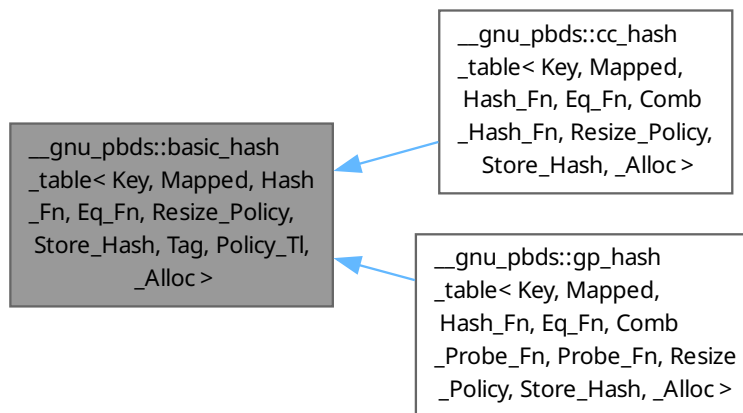 __gnu_pbds::basic_hash
_table< Key, Mapped, Hash
_Fn, Eq_Fn, Resize_Policy,
Store_Hash, Tag, Policy_Tl,
_Alloc >
__gnu_pbds::cc_hash
_table< Key, Mapped,
Hash_Fn, Eq_Fn, Comb
_Hash_Fn, Resize_Policy,
Store_Hash, _Alloc >
__gnu_pbds::gp_hash
_table< Key, Mapped,
Hash_Fn, Eq_Fn, Comb
_Probe_Fn, Probe_Fn, Resize
_Policy, Store_Hash, _Alloc >